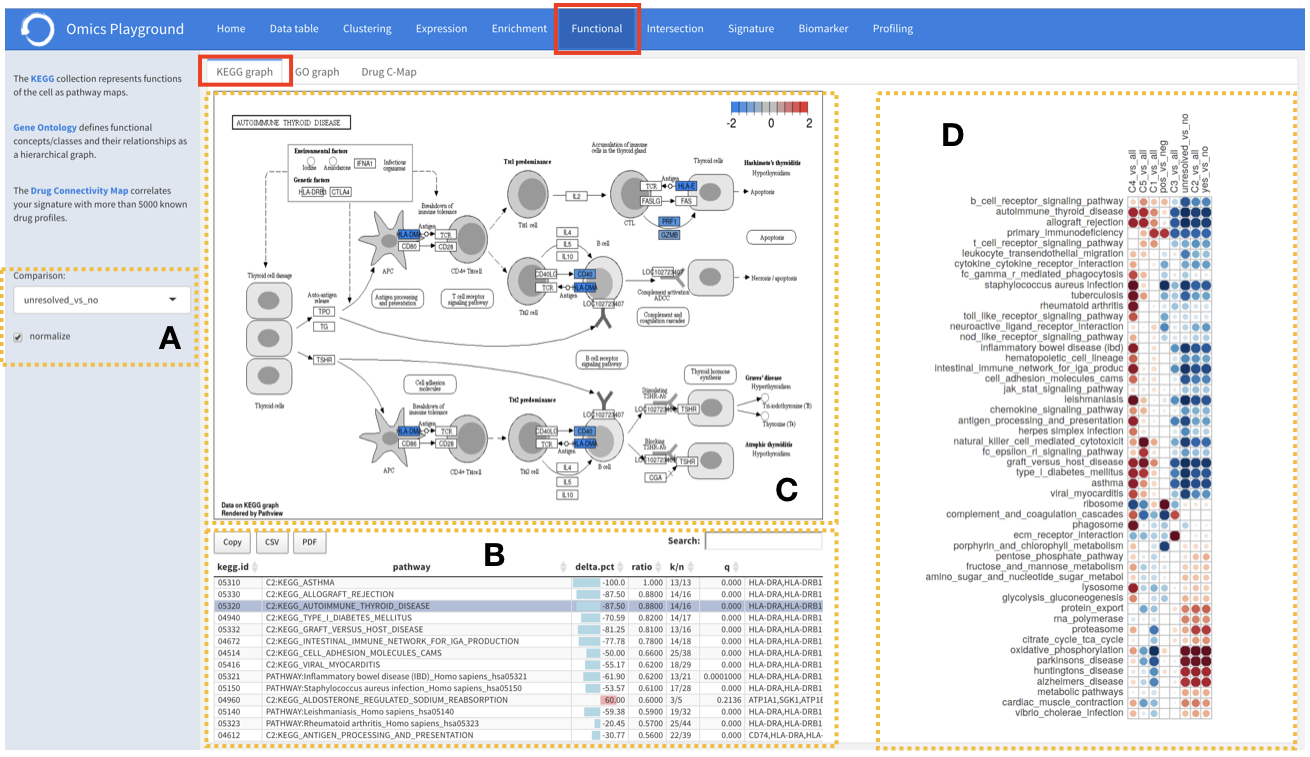 Omics Playground Home Data table Clustering Expression Enrichment Functional Intersection Signature Biomarker Profiling
The KEGG collection represents functions
of the cell as pathway maps.
Gene Ontology defines functional
concepts/classes and their relationships as
a hierarchical graph.
The Drug Connectivity Map correlates
your signature with more than 5000 known
drug profiles.
Comparison:
unresolved_vs_no
normalize
A
KEGG graph GO graph Drug C-Map
-2 0 2
AUTOIMMUNE THYROID DISEASE
Environmental factors
Iodine Amiodarone IFNA1 Infectious
organisms
Genetic factors
HLA-DRB1 CTLA4
Thyroid cell damage
Thyroid cells
Auto-antigen
release
TPO
TG
TSHR
Breakdown of
immune tolerance
HLA-DMA Antigen TCR
CD80 CD28
APC CD4+ T cell
Antigen processing
and presentation
T cell receptor
signaling pathway
Th1 predominance
Th1 cell
IL2
Accumulation of immune
cells in the thyroid gland
CTL
TCR Antigen HLA-E
FASLG FAS
PRF1
GZMB
Thyroid cells
Hashimoto's thyroiditis
Hypothyroidism
Apoptosis
Apoptosis
IL4
IL5
IL10
Th2 cell
CD40LG CD40
TCR HLA-DMA
Antigen
B cell
LOC102723407
LOC102723407
Complement activation
ADCC
Necrosis / apoptosis
Complement and
coagulation cascades
B cell receptor
signaling pathway
Cell adhesion
molecules
Breakdown of
immune tolerance
HLA-DMA Antigen TCR
CD86 CD28
APC CD4+ T cell
Th2 predominance
CD40LG CD40
TCR HLA-DMA
Antigen
Th2 cell B cell
IL4
IL5
IL10
LOC102723407
Stimulating
TSHR-Ab
LOC102723407 TSHR
Thyroid hormone
synthesis
Graves' disease
Hyperthyroidism
Triiodothyronine (T3)
Thyroxine (T4)
Blocking
TSHR-Ab
LOC102723407 TSHR
CGA
Atrophic thyroiditis
Hypothyroidism
Data on KEGG graph
Rendered by Pathview
C
Copy CSV PDF
B
Search:
kegg.id pathway delta.pct ratio k/n q
05310 C2:KEGG_ASTHMA -100.0 1.000 13/13 0.000 HLA-DRA,HLA-DRB1
05330 C2:KEGG_ALLOGRAFT_REJECTION -87.50 0.8800 14/16 0.000 HLA-DRA,HLA-DRB1
05320 C2:KEGG_AUTOIMMUNE_THYROID_DISEASE -87.50 0.8800 14/16 0.000 HLA-DRA,HLA-DRB1
04940 C2:KEGG_TYPE_I_DIABETES_MELLITUS -70.59 0.8200 14/17 0.000 HLA-DRA,HLA-DRB1
05332 C2:KEGG_GRAFT_VERSUS_HOST_DISEASE -81.25 0.8100 13/16 0.000 HLA-DRA,HLA-DRB1
04672 C2:KEGG_INTESTINAL_IMMUNE_NETWORK_FOR_IGA_PRODUCTION -77.78 0.7800 14/18 0.000 HLA-DRA,HLA-DRB1
04514 C2:KEGG_CELL_ADHESION_MOLECULES_CAMS -50.00 0.6600 25/38 0.000 HLA-DRA,HLA-DRB1
05416 C2:KEGG_VIRAL_MYOCARDITIS -55.17 0.6200 18/29 0.000 HLA-DRA,HLA-DRB1
05321 PATHWAY:Inflammatory bowel disease (IBD)_Homo sapiens_hsa05321 -61.90 0.6200 13/21 0.0001000 HLA-DRA,HLA-DRB1
05150 PATHWAY:Staphylococcus aureus infection_Homo sapiens_hsa05150 -53.57 0.6100 17/28 0.000 HLA-DRA,HLA-DRB1
04960 C2:KEGG_ALDOSTERONE_REGULATED_SODIUM_REABSORPTION 60.00 0.6000 3/5 0.2136 ATP1A1,SGK1,ATP1B
05140 PATHWAY:Leishmaniasis_Homo sapiens_hsa05140 -59.38 0.5900 19/32 0.000 HLA-DRA,HLA-DRB1
05323 PATHWAY:Rheumatoid arthritis_Homo sapiens_hsa05323 -20.45 0.5700 25/44 0.000 HLA-DRA,HLA-DRB1
04612 C2:KEGG_ANTIGEN_PROCESSING_AND_PRESENTATION -30.77 0.5600 22/39 0.000 CD74,HLA-DRA,HLA-
D
C4_vs_all
C5_vs_all
C1_vs_all
pos_vs_neg
C3_vs_all
unresolved_vs_no
C2_vs_all
yes_vs_no
b_cell_receptor_signaling_pathway
autoimmune_thyroid_disease
allograft_rejection
primary_immunodeficiency
t_cell_receptor_signaling_pathway
leukocyte_transendothelial_migration
cytokine_cytokine_receptor_interaction
fc_gamma_r_mediated_phagocytosis
staphylococcus aureus infection
tuberculosis
rheumatoid arthritis
toll_like_receptor_signaling_pathway
neuroactive_ligand_receptor_interaction
nod_like_receptor_signaling_pathway
inflammatory bowel disease (ibd)
hematopoietic_cell_lineage
intestinal_immune_network_for_iga_produc
cell_adhesion_molecules_cams
jak_stat_signaling_pathway
leishmaniasis
chemokine_signaling_pathway
antigen_processing_and_presentation
herpes simplex infection
natural_killer_cell_mediated_cytotoxicit
fc_epsilon_ri_signaling_pathway
graft_versus_host_disease
type_i_diabetes_mellitus
asthma
viral_myocarditis
ribosome
complement_and_coagulation_cascades
phagosome
ecm_receptor_interaction
porphyrin_and_chlorophyll_metabolism
pentose_phosphate_pathway
fructose_and_mannose_metabolism
amino_sugar_and_nucleotide_sugar_metabol
lysosome
glycolysis_gluconeogenesis
protein_export
rna_polymerase
proteasome
citrate_cycle_tca_cycle
oxidative_phosphorylation
parkinsons_disease
huntingtons_disease
alzheimers_disease
metabolic pathways
cardiac_muscle_contraction
vibrio_cholerae_infection